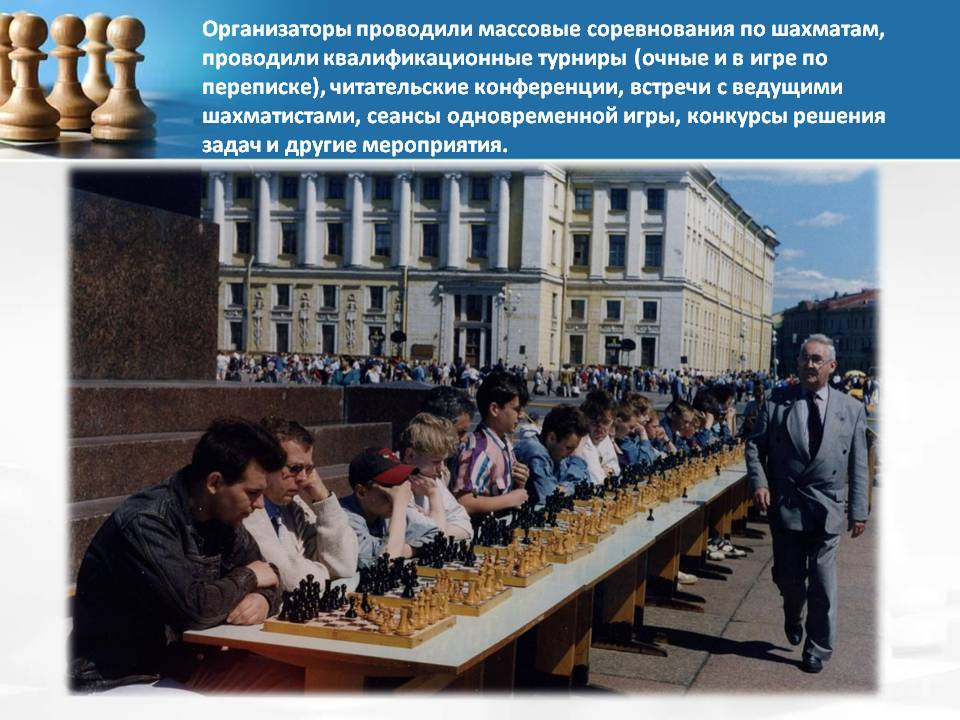 Организаторы проводили массовые соревнования по шахматам,
проводили квалификационные турниры (очные и в игре по
переписке), читательские конференции, встречи с ведущими
шахматистами, сеансы одновременной игры, конкурсы решения
задач и другие мероприятия.